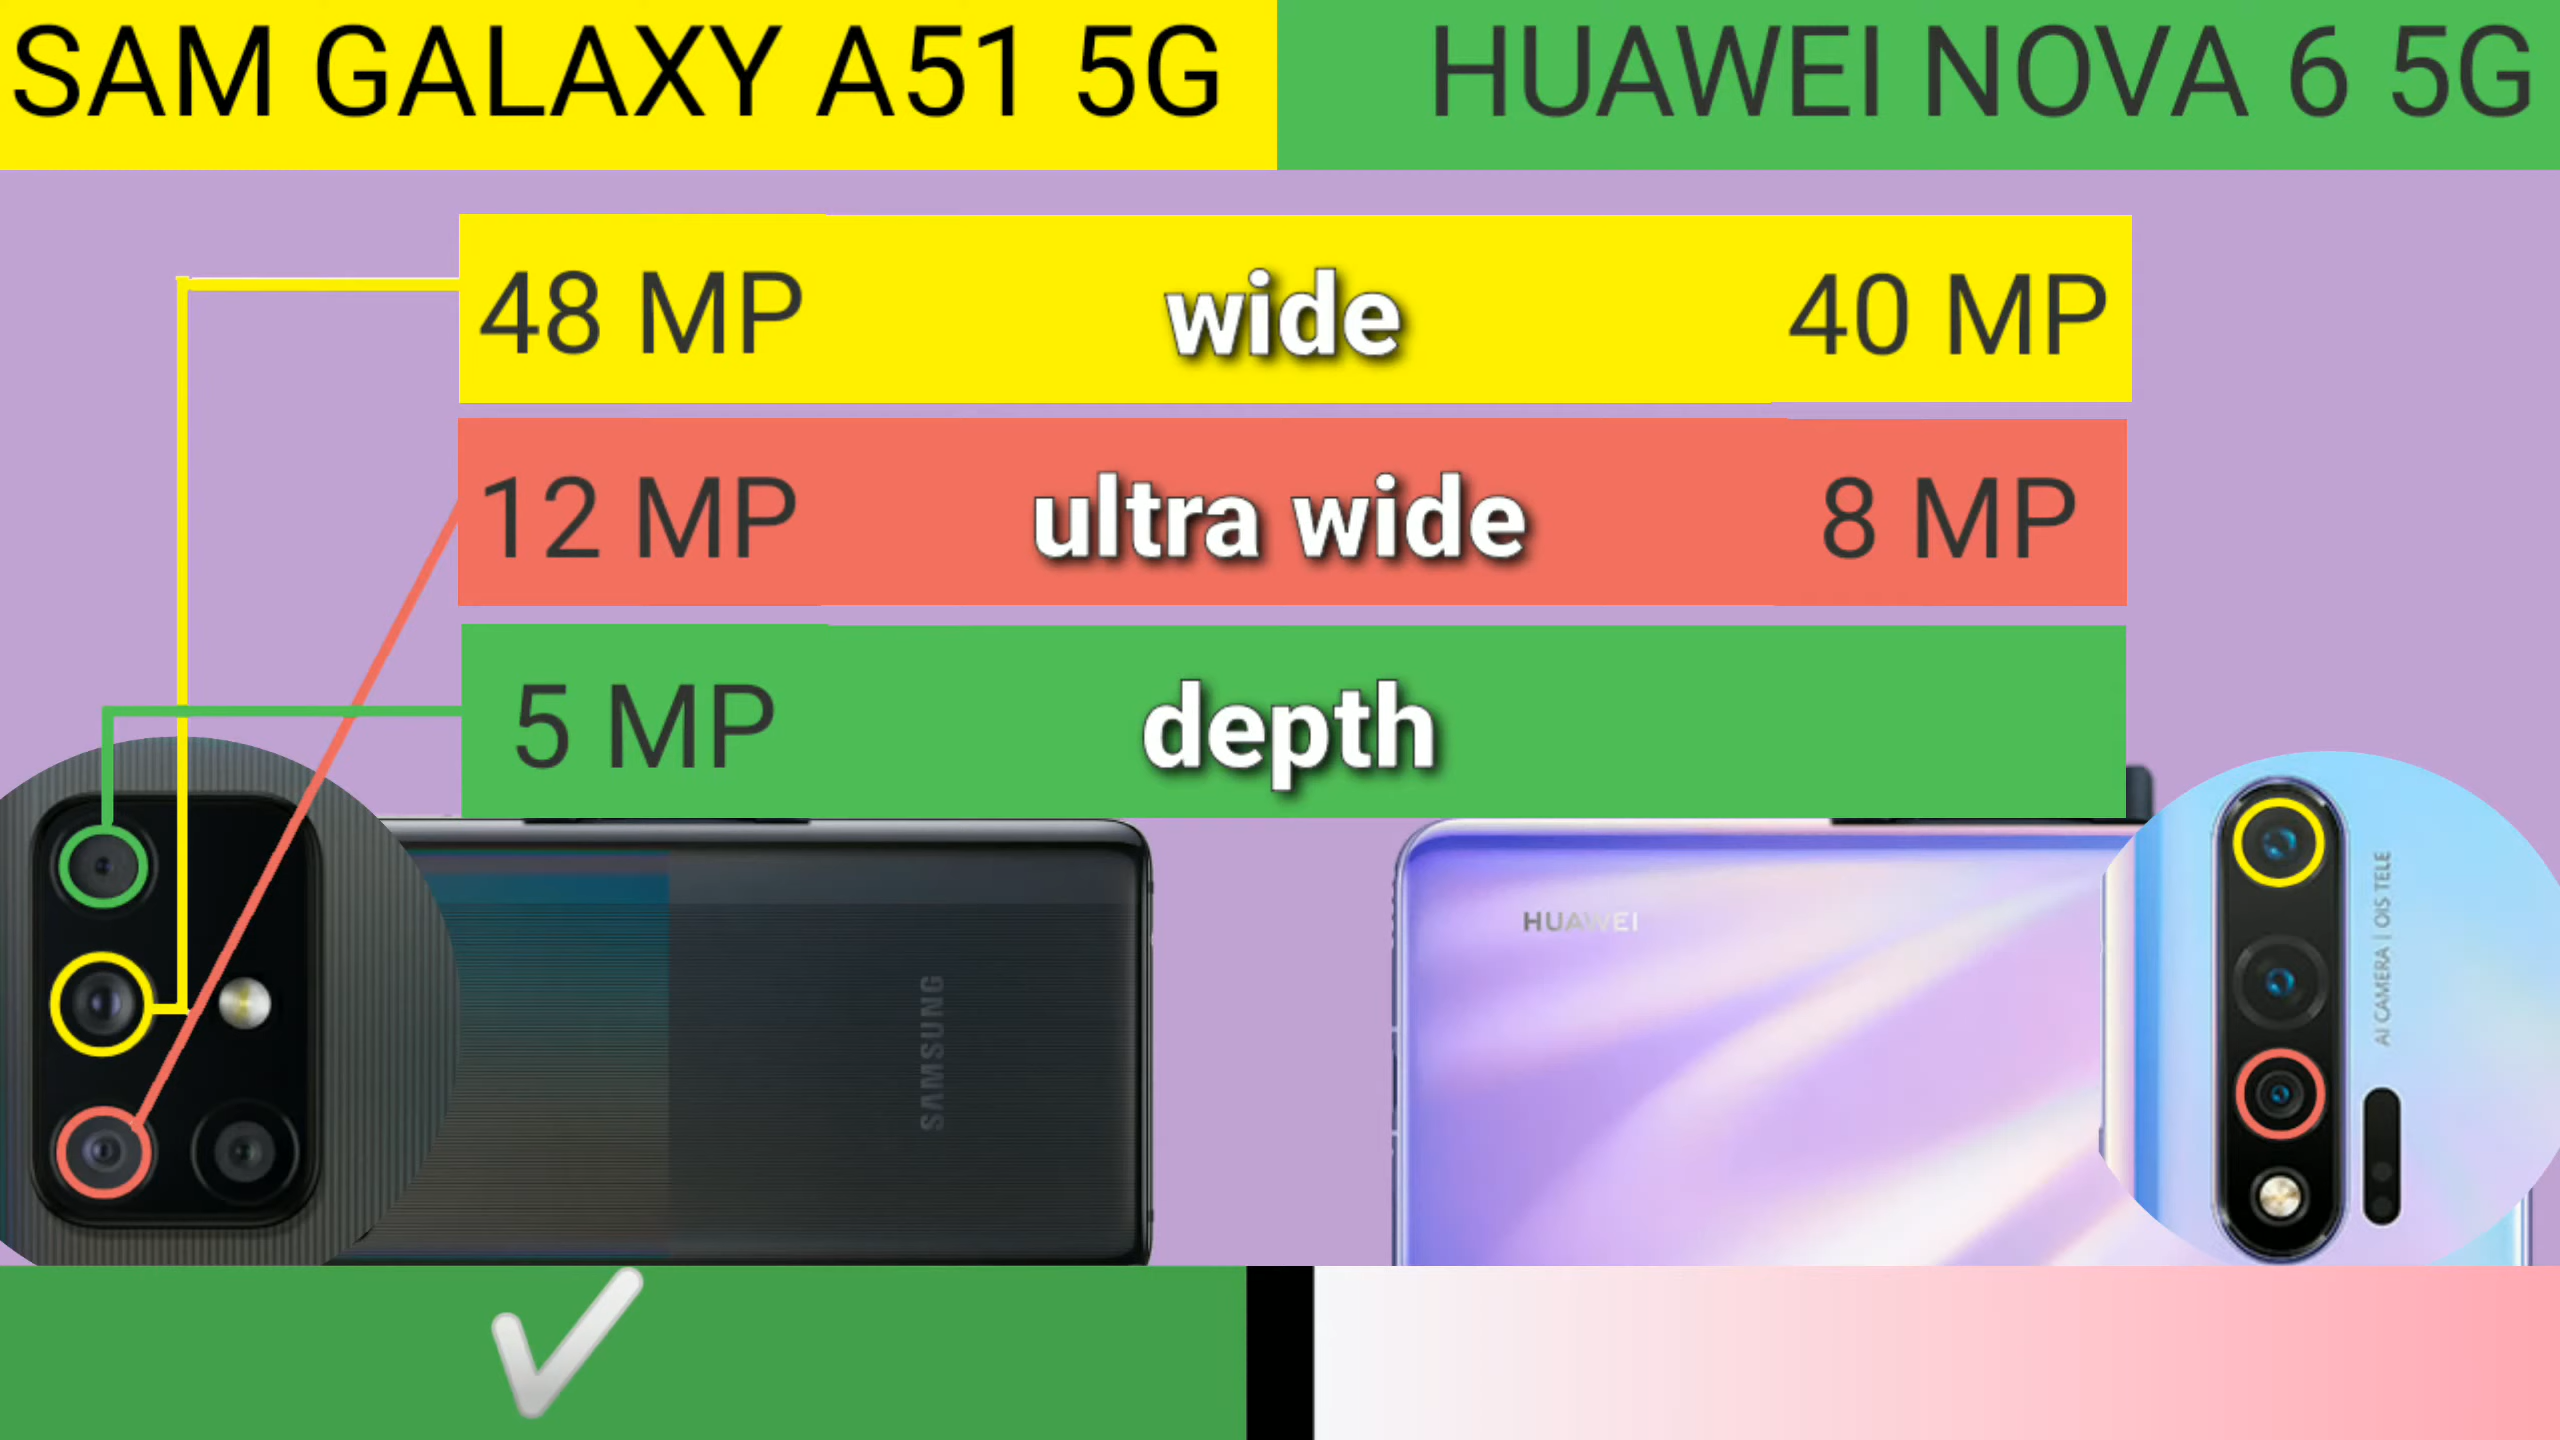 SAM GALAXY A51 5G
HUAWEI NOVA 6 5G
48 MP wide 40 MP
12 MP ultra wide 8 MP
5 MP depth
HUAWEI
SAMSUNG
AI CAMERA | OIS TELE